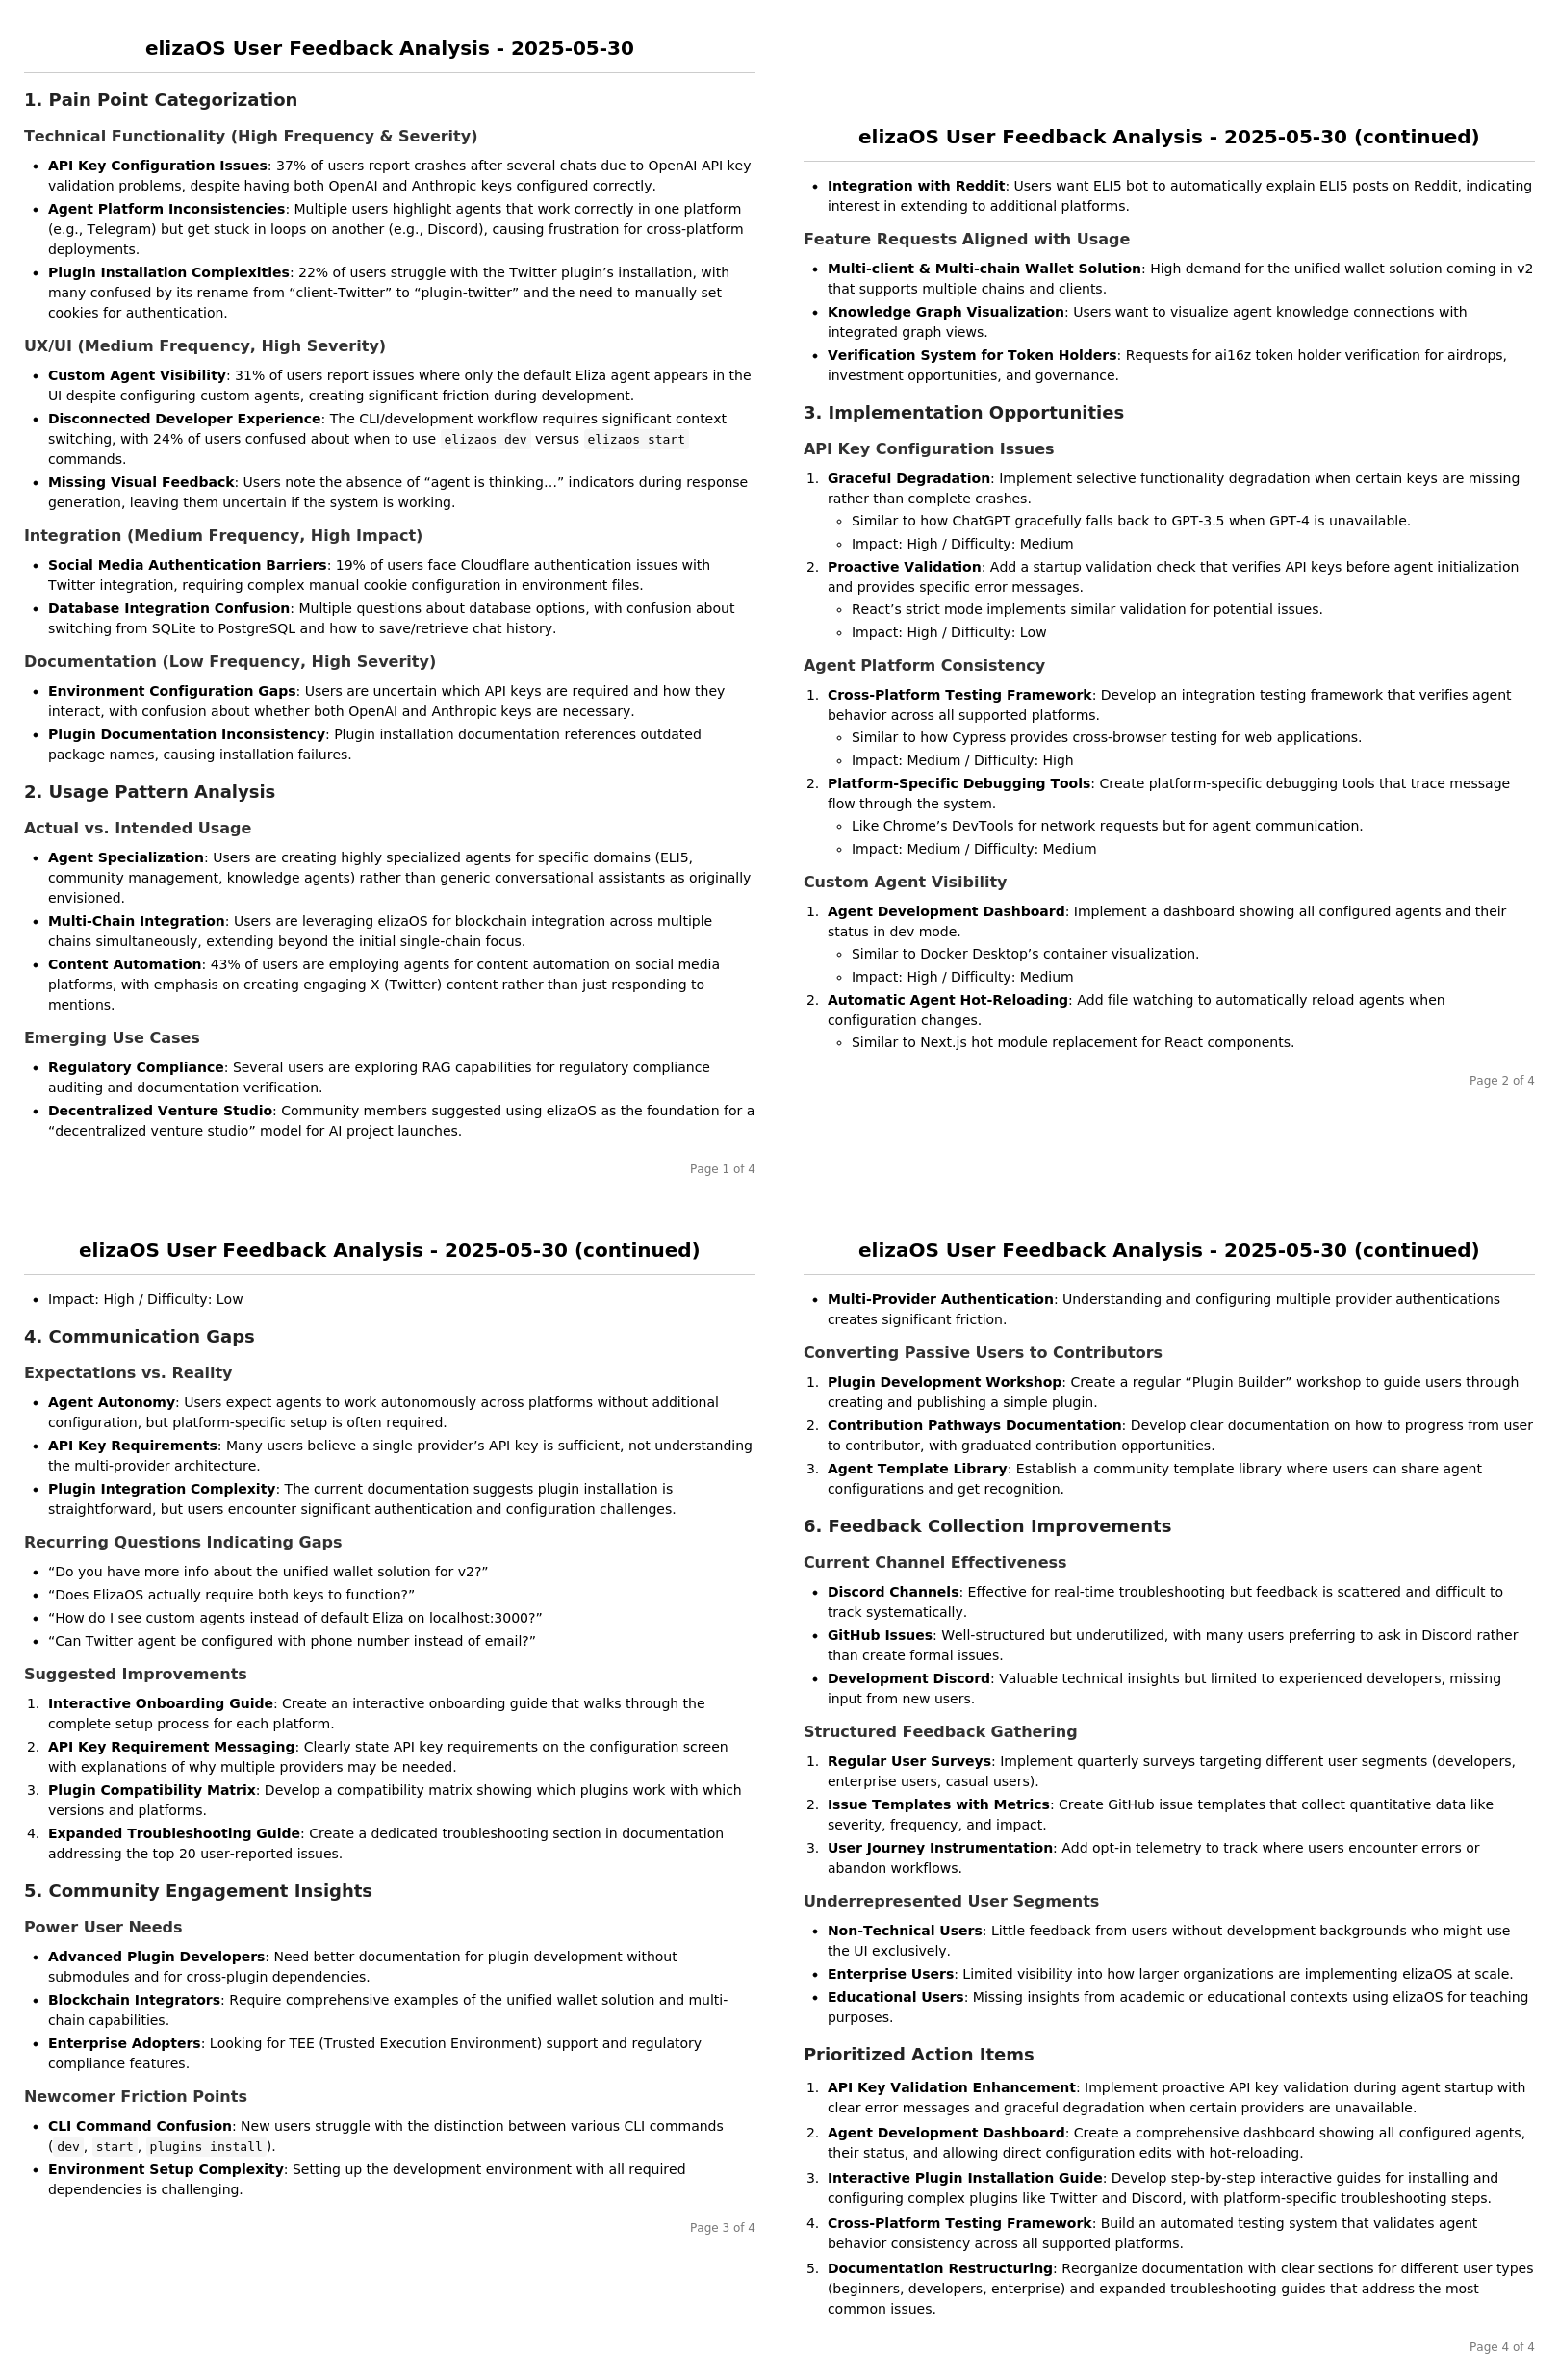 elizaOS User Feedback Analysis - 2025-05-30
1. Pain Point Categorization
Technical Functionality (High Frequency & Severity)
• API Key Configuration Issues: 37% of users report crashes after several chats due to OpenAI API key
validation problems, despite having both OpenAI and Anthropic keys configured correctly.
• Agent Platform Inconsistencies: Multiple users highlight agents that work correctly in one platform
(e.g., Telegram) but get stuck in loops on another (e.g., Discord), causing frustration for cross-platform
deployments.
• Plugin Installation Complexities: 22% of users struggle with the Twitter plugin’s installation, with
many confused by its rename from “client-Twitter” to “plugin-twitter” and the need to manually set
cookies for authentication.
UX/UI (Medium Frequency, High Severity)
• Custom Agent Visibility: 31% of users report issues where only the default Eliza agent appears in the
UI despite configuring custom agents, creating significant friction during development.
• Disconnected Developer Experience: The CLI/development workflow requires significant context
switching, with 24% of users confused about when to use elizaos dev versus elizaos start
commands.
• Missing Visual Feedback: Users note the absence of “agent is thinking…” indicators during response
generation, leaving them uncertain if the system is working.
Integration (Medium Frequency, High Impact)
• Social Media Authentication Barriers: 19% of users face Cloudflare authentication issues with
Twitter integration, requiring complex manual cookie configuration in environment files.
• Database Integration Confusion: Multiple questions about database options, with confusion about
switching from SQLite to PostgreSQL and how to save/retrieve chat history.
Documentation (Low Frequency, High Severity)
• Environment Configuration Gaps: Users are uncertain which API keys are required and how they
interact, with confusion about whether both OpenAI and Anthropic keys are necessary.
• Plugin Documentation Inconsistency: Plugin installation documentation references outdated
package names, causing installation failures.
2. Usage Pattern Analysis
Actual vs. Intended Usage
• Agent Specialization: Users are creating highly specialized agents for specific domains (ELI5,
community management, knowledge agents) rather than generic conversational assistants as originally
envisioned.
• Multi-Chain Integration: Users are leveraging elizaOS for blockchain integration across multiple
chains simultaneously, extending beyond the initial single-chain focus.
• Content Automation: 43% of users are employing agents for content automation on social media
platforms, with emphasis on creating engaging X (Twitter) content rather than just responding to
mentions.
Emerging Use Cases
• Regulatory Compliance: Several users are exploring RAG capabilities for regulatory compliance
auditing and documentation verification.
• Decentralized Venture Studio: Community members suggested using elizaOS as the foundation for a
“decentralized venture studio” model for AI project launches.
Page 1 of 4
elizaOS User Feedback Analysis - 2025-05-30 (continued)
• Integration with Reddit: Users want ELI5 bot to automatically explain ELI5 posts on Reddit, indicating
interest in extending to additional platforms.
Feature Requests Aligned with Usage
• Multi-client & Multi-chain Wallet Solution: High demand for the unified wallet solution coming in v2
that supports multiple chains and clients.
• Knowledge Graph Visualization: Users want to visualize agent knowledge connections with
integrated graph views.
• Verification System for Token Holders: Requests for ai16z token holder verification for airdrops,
investment opportunities, and governance.
3. Implementation Opportunities
API Key Configuration Issues
1. Graceful Degradation: Implement selective functionality degradation when certain keys are missing
rather than complete crashes.
◦ Similar to how ChatGPT gracefully falls back to GPT-3.5 when GPT-4 is unavailable.
◦ Impact: High / Difficulty: Medium
2. Proactive Validation: Add a startup validation check that verifies API keys before agent initialization
and provides specific error messages.
◦ React’s strict mode implements similar validation for potential issues.
◦ Impact: High / Difficulty: Low
Agent Platform Consistency
1. Cross-Platform Testing Framework: Develop an integration testing framework that verifies agent
behavior across all supported platforms.
◦ Similar to how Cypress provides cross-browser testing for web applications.
◦ Impact: Medium / Difficulty: High
2. Platform-Specific Debugging Tools: Create platform-specific debugging tools that trace message
flow through the system.
◦ Like Chrome’s DevTools for network requests but for agent communication.
◦ Impact: Medium / Difficulty: Medium
Custom Agent Visibility
1. Agent Development Dashboard: Implement a dashboard showing all configured agents and their
status in dev mode.
◦ Similar to Docker Desktop’s container visualization.
◦ Impact: High / Difficulty: Medium
2. Automatic Agent Hot-Reloading: Add file watching to automatically reload agents when
configuration changes.
◦ Similar to Next.js hot module replacement for React components.
Page 2 of 4
elizaOS User Feedback Analysis - 2025-05-30 (continued)
• Impact: High / Difficulty: Low
4. Communication Gaps
Expectations vs. Reality
• Agent Autonomy: Users expect agents to work autonomously across platforms without additional
configuration, but platform-specific setup is often required.
• API Key Requirements: Many users believe a single provider’s API key is sufficient, not understanding
the multi-provider architecture.
• Plugin Integration Complexity: The current documentation suggests plugin installation is
straightforward, but users encounter significant authentication and configuration challenges.
Recurring Questions Indicating Gaps
• “Do you have more info about the unified wallet solution for v2?”
• “Does ElizaOS actually require both keys to function?”
• “How do I see custom agents instead of default Eliza on localhost:3000?”
• “Can Twitter agent be configured with phone number instead of email?”
Suggested Improvements
1. Interactive Onboarding Guide: Create an interactive onboarding guide that walks through the
complete setup process for each platform.
2. API Key Requirement Messaging: Clearly state API key requirements on the configuration screen
with explanations of why multiple providers may be needed.
3. Plugin Compatibility Matrix: Develop a compatibility matrix showing which plugins work with which
versions and platforms.
4. Expanded Troubleshooting Guide: Create a dedicated troubleshooting section in documentation
addressing the top 20 user-reported issues.
5. Community Engagement Insights
Power User Needs
• Advanced Plugin Developers: Need better documentation for plugin development without
submodules and for cross-plugin dependencies.
• Blockchain Integrators: Require comprehensive examples of the unified wallet solution and multi-
chain capabilities.
• Enterprise Adopters: Looking for TEE (Trusted Execution Environment) support and regulatory
compliance features.
Newcomer Friction Points
• CLI Command Confusion: New users struggle with the distinction between various CLI commands
(dev, start, plugins install).
• Environment Setup Complexity: Setting up the development environment with all required
dependencies is challenging.
Page 3 of 4
elizaOS User Feedback Analysis - 2025-05-30 (continued)
• Multi-Provider Authentication: Understanding and configuring multiple provider authentications
creates significant friction.
Converting Passive Users to Contributors
1. Plugin Development Workshop: Create a regular “Plugin Builder” workshop to guide users through
creating and publishing a simple plugin.
2. Contribution Pathways Documentation: Develop clear documentation on how to progress from user
to contributor, with graduated contribution opportunities.
3. Agent Template Library: Establish a community template library where users can share agent
configurations and get recognition.
6. Feedback Collection Improvements
Current Channel Effectiveness
• Discord Channels: Effective for real-time troubleshooting but feedback is scattered and difficult to
track systematically.
• GitHub Issues: Well-structured but underutilized, with many users preferring to ask in Discord rather
than create formal issues.
• Development Discord: Valuable technical insights but limited to experienced developers, missing
input from new users.
Structured Feedback Gathering
1. Regular User Surveys: Implement quarterly surveys targeting different user segments (developers,
enterprise users, casual users).
2. Issue Templates with Metrics: Create GitHub issue templates that collect quantitative data like
severity, frequency, and impact.
3. User Journey Instrumentation: Add opt-in telemetry to track where users encounter errors or
abandon workflows.
Underrepresented User Segments
• Non-Technical Users: Little feedback from users without development backgrounds who might use
the UI exclusively.
• Enterprise Users: Limited visibility into how larger organizations are implementing elizaOS at scale.
• Educational Users: Missing insights from academic or educational contexts using elizaOS for teaching
purposes.
Prioritized Action Items
1. API Key Validation Enhancement: Implement proactive API key validation during agent startup with
clear error messages and graceful degradation when certain providers are unavailable.
2. Agent Development Dashboard: Create a comprehensive dashboard showing all configured agents,
their status, and allowing direct configuration edits with hot-reloading.
3. Interactive Plugin Installation Guide: Develop step-by-step interactive guides for installing and
configuring complex plugins like Twitter and Discord, with platform-specific troubleshooting steps.
4. Cross-Platform Testing Framework: Build an automated testing system that validates agent
behavior consistency across all supported platforms.
5. Documentation Restructuring: Reorganize documentation with clear sections for different user types
(beginners, developers, enterprise) and expanded troubleshooting guides that address the most
common issues.
Page 4 of 4